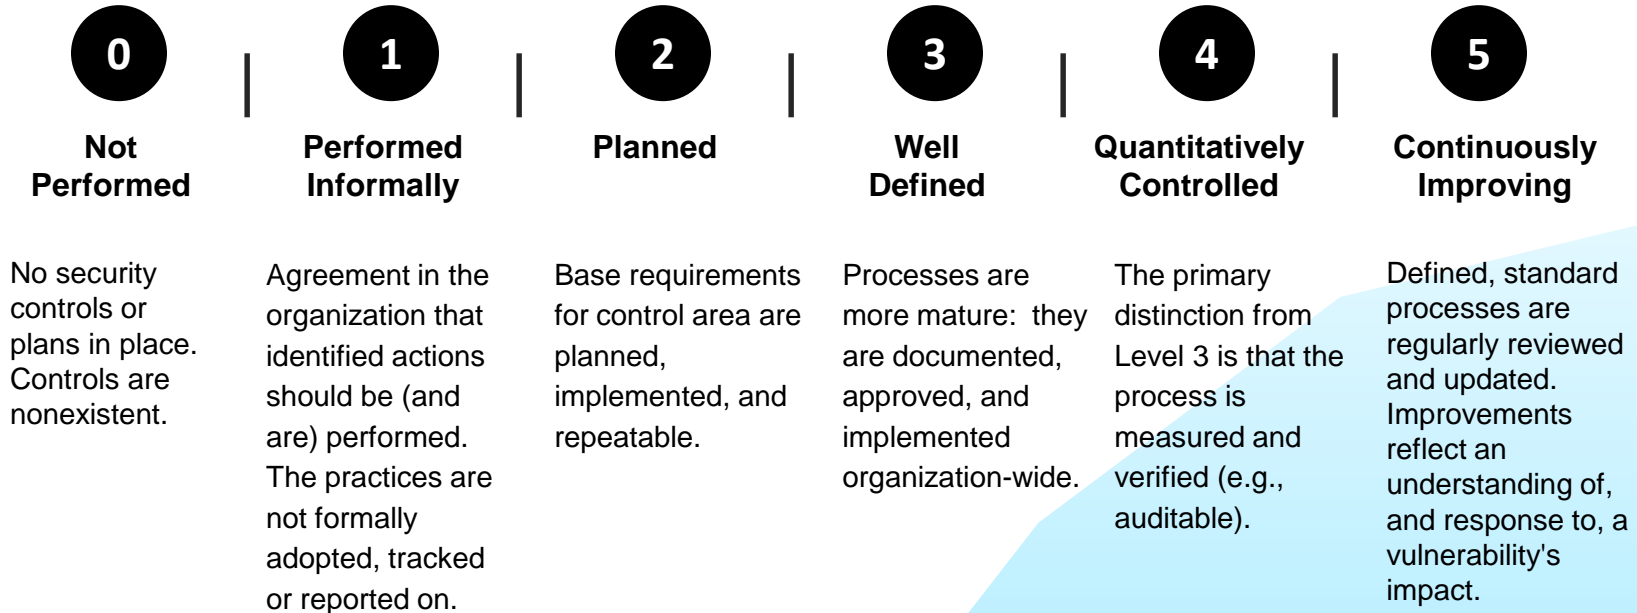 0
Not
Performed
No security
controls or
plans in place.
Controls are
nonexistent.
1
Performed
Informally
Agreement in the
organization that
identified actions
should be (and
are) performed.
The practices are
not formally
adopted, tracked
or reported on.
2
Planned
Base requirements
for control area are
planned,
implemented, and
repeatable.
3
Well
Defined
Processes are
more mature:  they
are documented,
approved, and
implemented
organization-wide.
4
Quantitatively
Controlled
The primary
distinction from
Level 3 is that the
process is
measured and
verified (e.g.,
auditable).
5
Continuously
Improving
Defined, standard
processes are
regularly reviewed
and updated.
Improvements
reflect an
understanding of,
and response to, a
vulnerability's
impact.